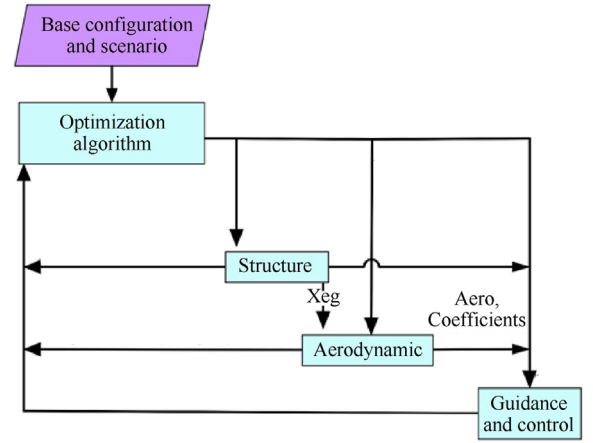 Base configuration
and scenario
Optimization
algorithm
Structure
Xeg
Aero,
Coefficients
Aerodynamic
Guidance
and control